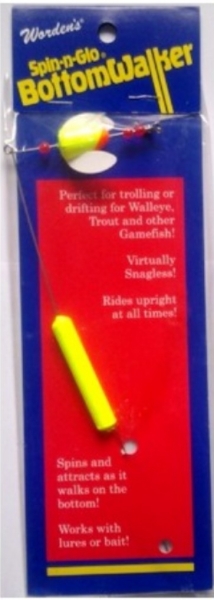 Worden's
Spin-n-Glo®
BottomWalker
Perfect for trolling or
drifting for Walleye,
Trout and other
Gamefish!
Virtually
Snagless!
Rides upright
at all times!
Spins and
attracts as it
walks on the
bottom!
Works with
lures or bait!